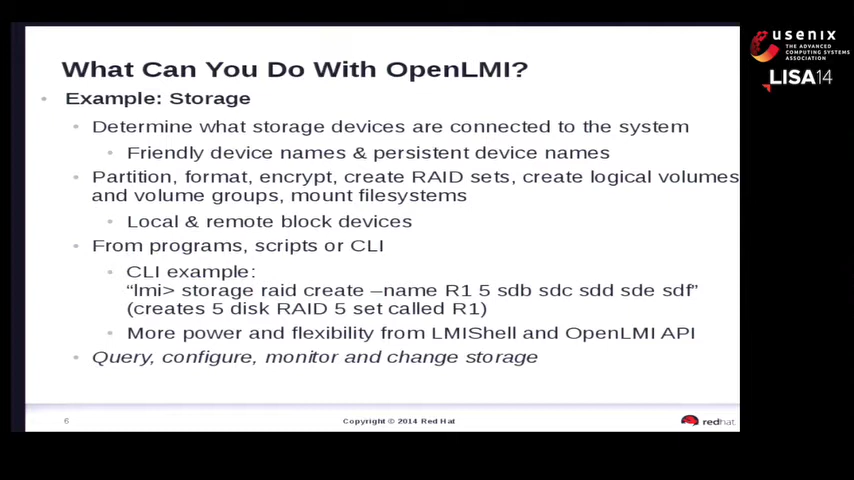 usenix
THE ADVANCED
COMPUTING SYSTEMS
ASSOCIATION
LISA14
What Can You Do With OpenLMI?
• Example: Storage
• Determine what storage devices are connected to the system
• Friendly device names & persistent device names
• Partition, format, encrypt, create RAID sets, create logical volumes
and volume groups, mount filesystems
• Local & remote block devices
• From programs, scripts or CLI
• CLI example:
“lmi> storage raid create –name R1 5 sdb sdc sdd sde sdf”
(creates 5 disk RAID 5 set called R1)
• More power and flexibility from LMIShell and OpenLMI API
• Query, configure, monitor and change storage
6
Copyright © 2014 Red Hat
redhat